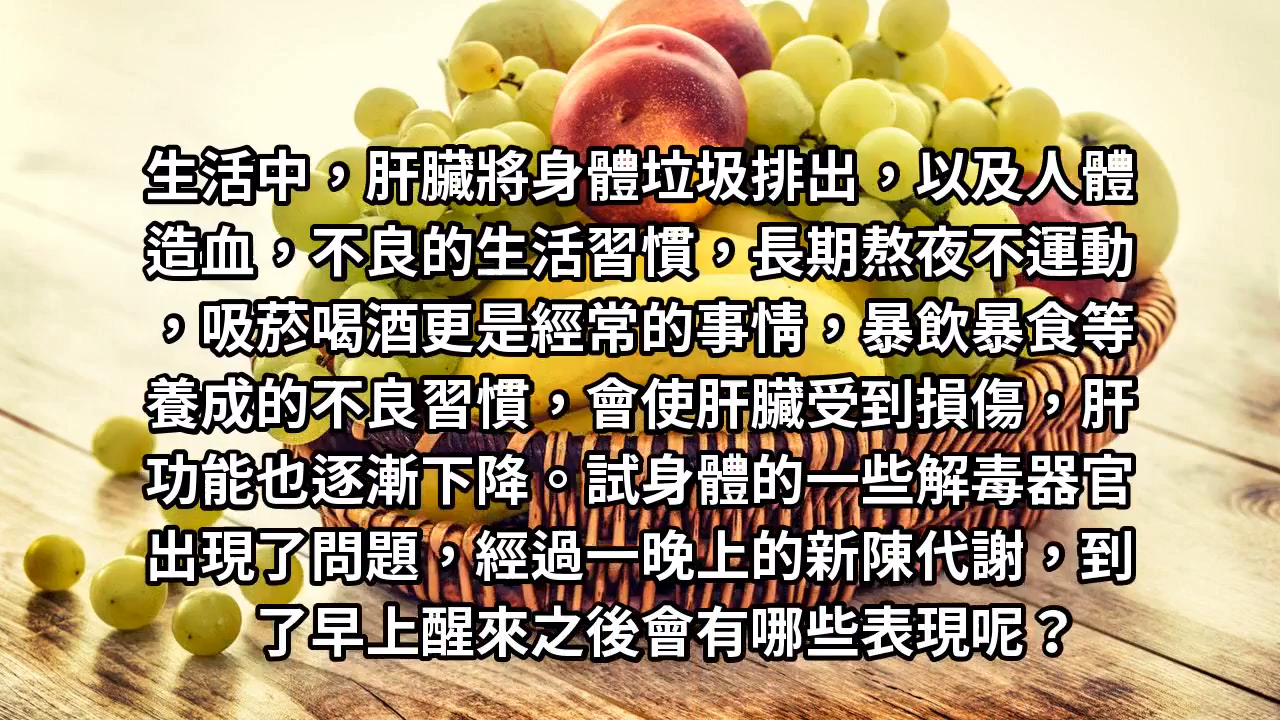 生活中，肝臟將身體垃圾排出，以及人體
造血，不良的生活習慣，長期熬夜不運動
，吸菸喝酒更是經常的事情，暴飲暴食等
養成的不良習慣，會使肝臟受到損傷，肝
功能也逐漸下降。試身體的一些解毒器官
出現了問題，經過一晚上的新陳代謝，到
了早上醒來之後會有哪些表現呢？